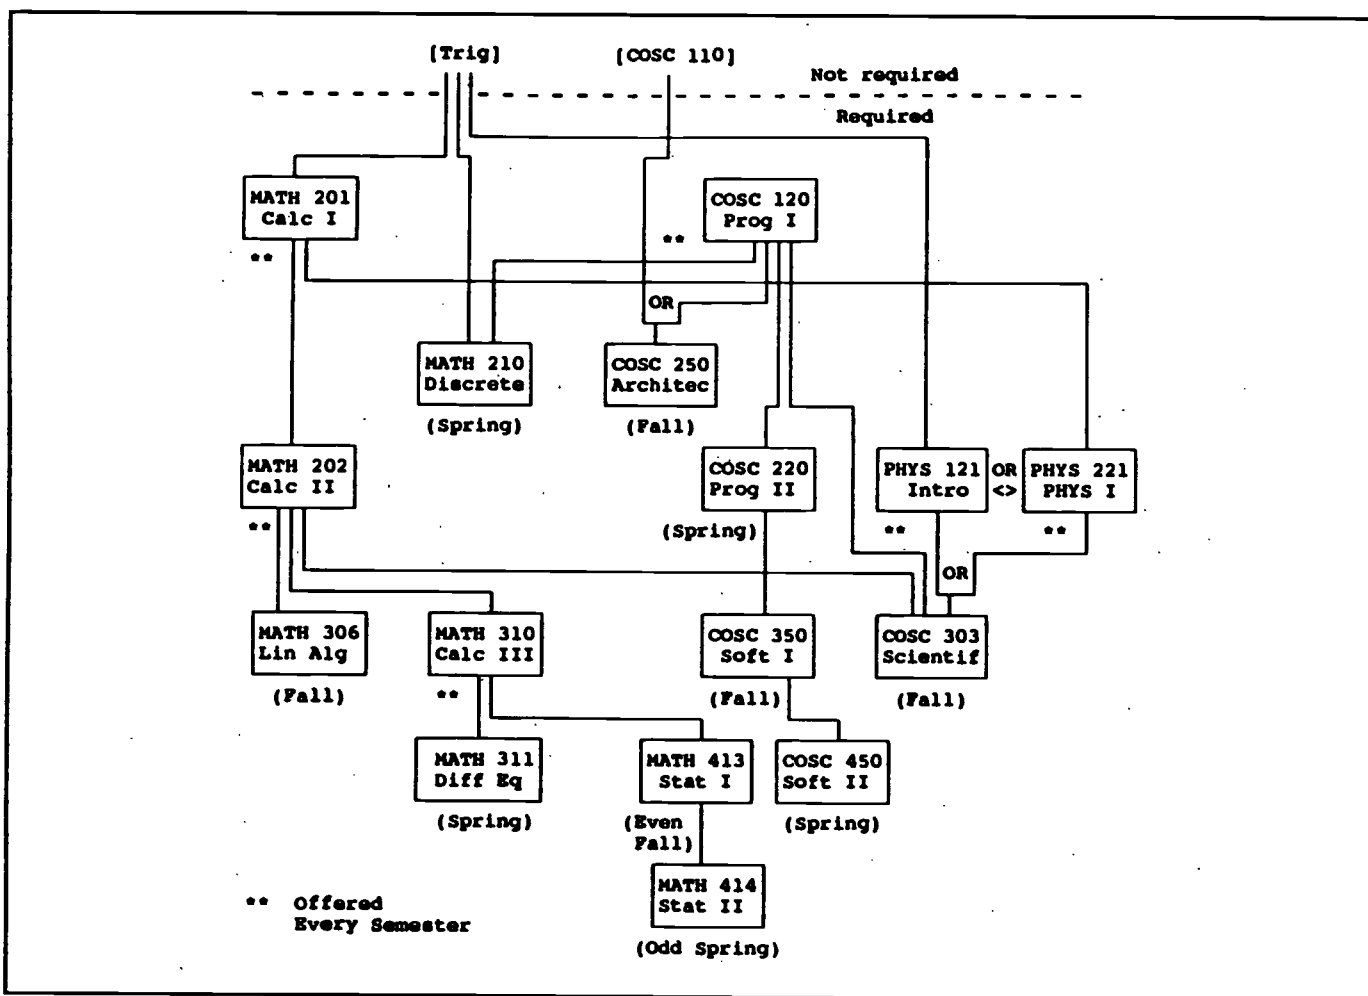 [Trig]
[COSC 110]
Not required
Required
MATH 201
Calc I
**
COSC 120
Prog I
**
OR
MATH 210
Discrete
(Spring)
COSC 250
Architec
(Fall)
MATH 202
Calc II
**
COSC 220
Prog II
(Spring)
PHYS 121
Intro
**
OR
<>
PHYS 221
PHYS I
**
OR
MATH 306
Lin Alg
(Fall)
MATH 310
Calc III
**
COSC 350
Soft I
(Fall)
COSC 303
Scientif
(Fall)
MATH 311
Diff Eq
(Spring)
MATH 413
Stat I
(Even
Fall)
COSC 450
Soft II
(Spring)
MATH 414
Stat II
(Odd Spring)
** Offered
Every Semester